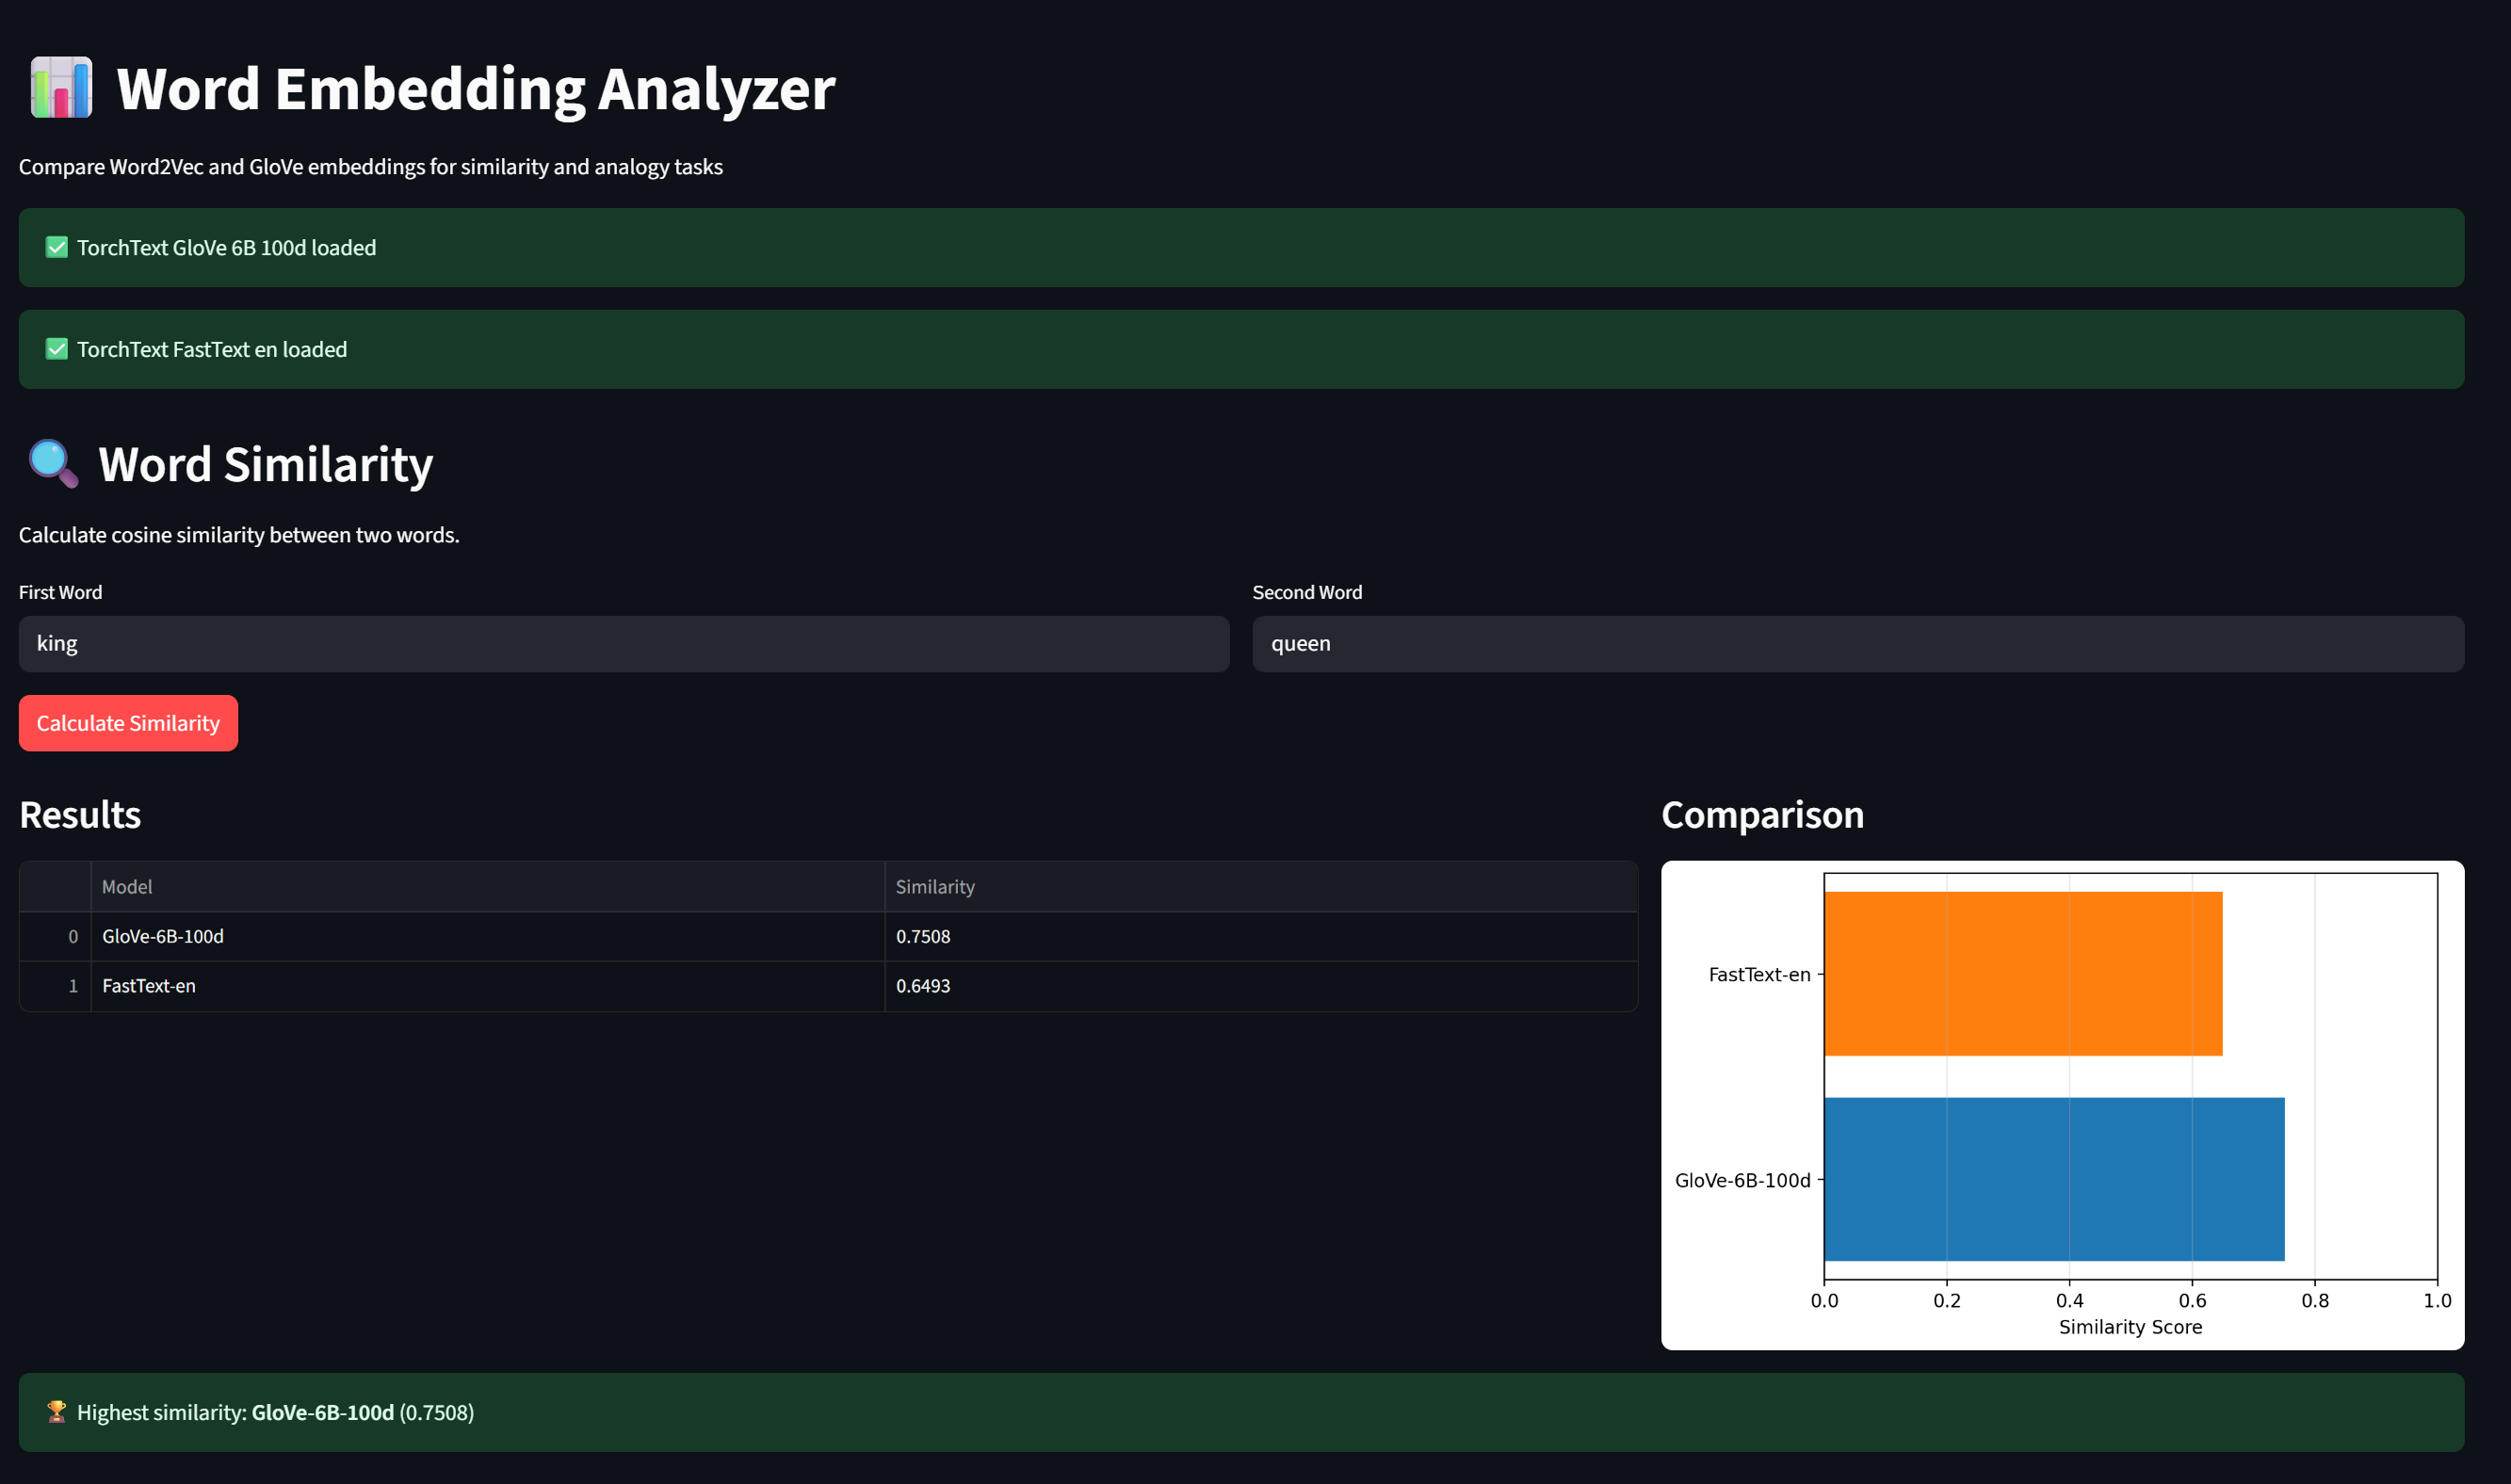 📊 Word Embedding Analyzer
Compare Word2Vec and GloVe embeddings for similarity and analogy tasks
✅ TorchText GloVe 6B 100d loaded
✅ TorchText FastText en loaded
🔍 Word Similarity
Calculate cosine similarity between two words.
First Word
Second Word
king
queen
Calculate Similarity
Results
Model Similarity
0 GloVe-6B-100d 0.7508
1 FastText-en 0.6493
Comparison
FastText-en
GloVe-6B-100d
0.0 0.2 0.4 0.6 0.8 1.0
Similarity Score
🏆 Highest similarity: GloVe-6B-100d (0.7508)